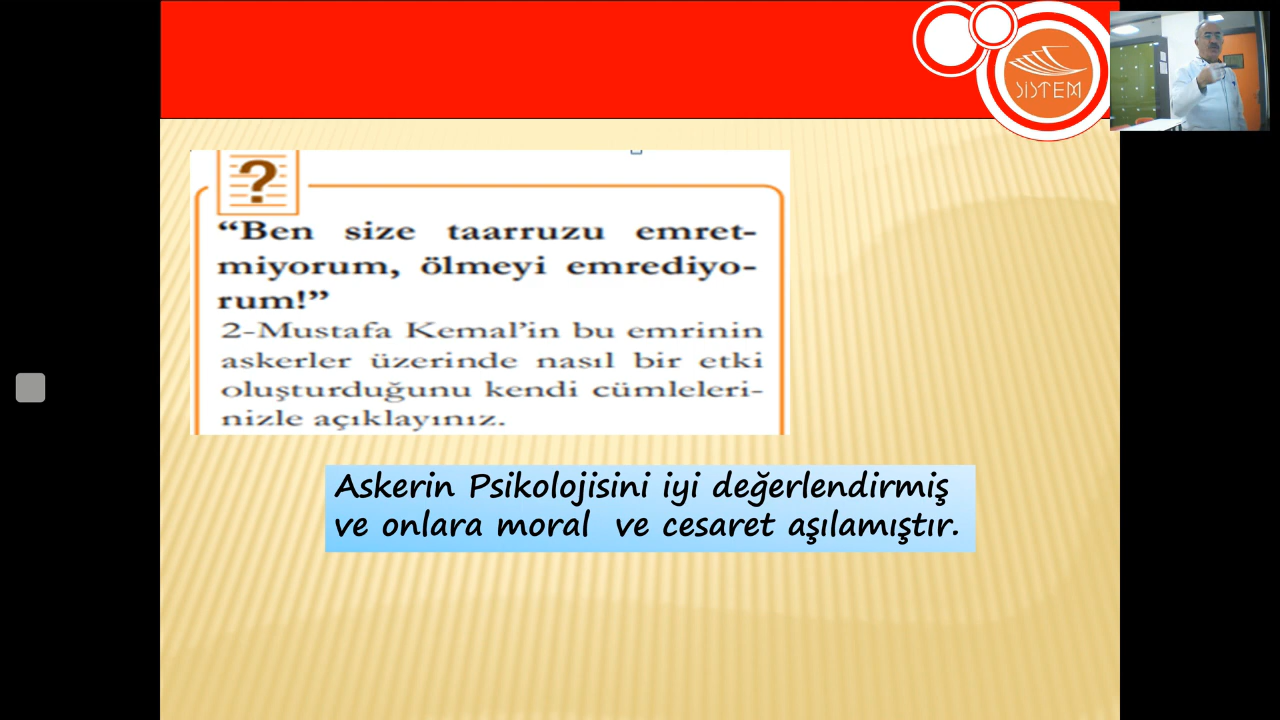 SİSTEM
?
“Ben size taarruzu emret-
miyorum, ölmeyi emrediyo-
rum!”
2-Mustafa Kemal’in bu emrinin
askerler üzerinde nasıl bir etki
oluşturduğunu kendi cümleleri-
nizle açıklayınız.
Askerin Psikolojisini iyi değerlendirmiş
ve onlara moral  ve cesaret aşılamıştır.